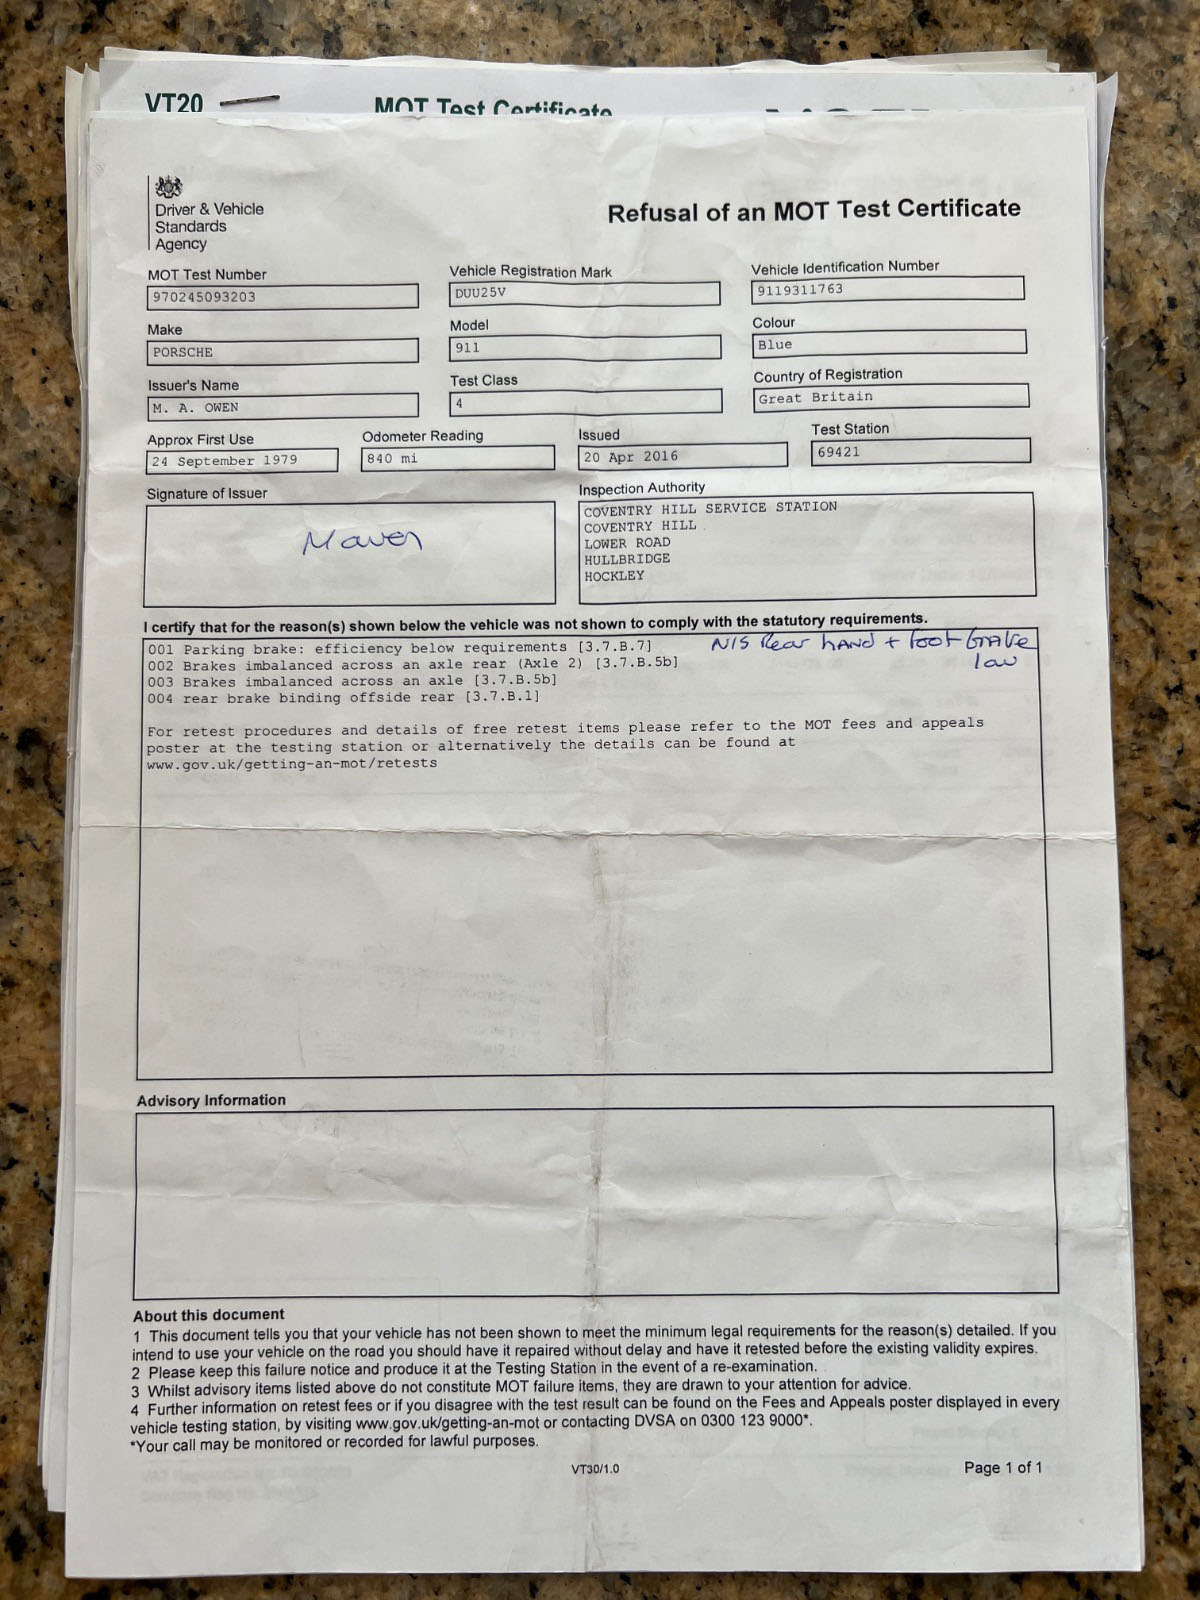 VT20
MOT Test Certificate
Driver & Vehicle
Standards
Agency
Refusal of an MOT Test Certificate
MOT Test Number
970245093203
Vehicle Registration Mark
DUU25V
Vehicle Identification Number
9119311763
Make
PORSCHE
Model
911
Colour
Blue
Issuer's Name
M. A. OWEN
Test Class
4
Country of Registration
Great Britain
Approx First Use
24 September 1979
Odometer Reading
840 mi
Issued
20 Apr 2016
Test Station
69421
Signature of Issuer
Inspection Authority
COVENTRY HILL SERVICE STATION
COVENTRY HILL
LOWER ROAD
HULLBRIDGE
HOCKLEY
I certify that for the reason(s) shown below the vehicle was not shown to comply with the statutory requirements.
001 Parking brake: efficiency below requirements [3.7.B.7]
N/S Rear hand + foot brake
low
002 Brakes imbalanced across an axle rear (Axle 2) [3.7.B.5b]
003 Brakes imbalanced across an axle [3.7.B.5b]
004 rear brake binding offside rear [3.7.B.1]
For retest procedures and details of free retest items please refer to the MOT fees and appeals
poster at the testing station or alternatively the details can be found at
www.gov.uk/getting-an-mot/retests
Advisory Information
About this document
1 This document tells you that your vehicle has not been shown to meet the minimum legal requirements for the reason(s) detailed. If you
intend to use your vehicle on the road you should have it repaired without delay and have it retested before the existing validity expires.
2 Please keep this failure notice and produce it at the Testing Station in the event of a re-examination.
3 Whilst advisory items listed above do not constitute MOT failure items, they are drawn to your attention for advice.
4 Further information on retest fees or if you disagree with the test result can be found on the Fees and Appeals poster displayed in every
vehicle testing station, by visiting www.gov.uk/getting-an-mot or contacting DVSA on 0300 123 9000*.
*Your call may be monitored or recorded for lawful purposes.
VT30/1.0
Page 1 of 1